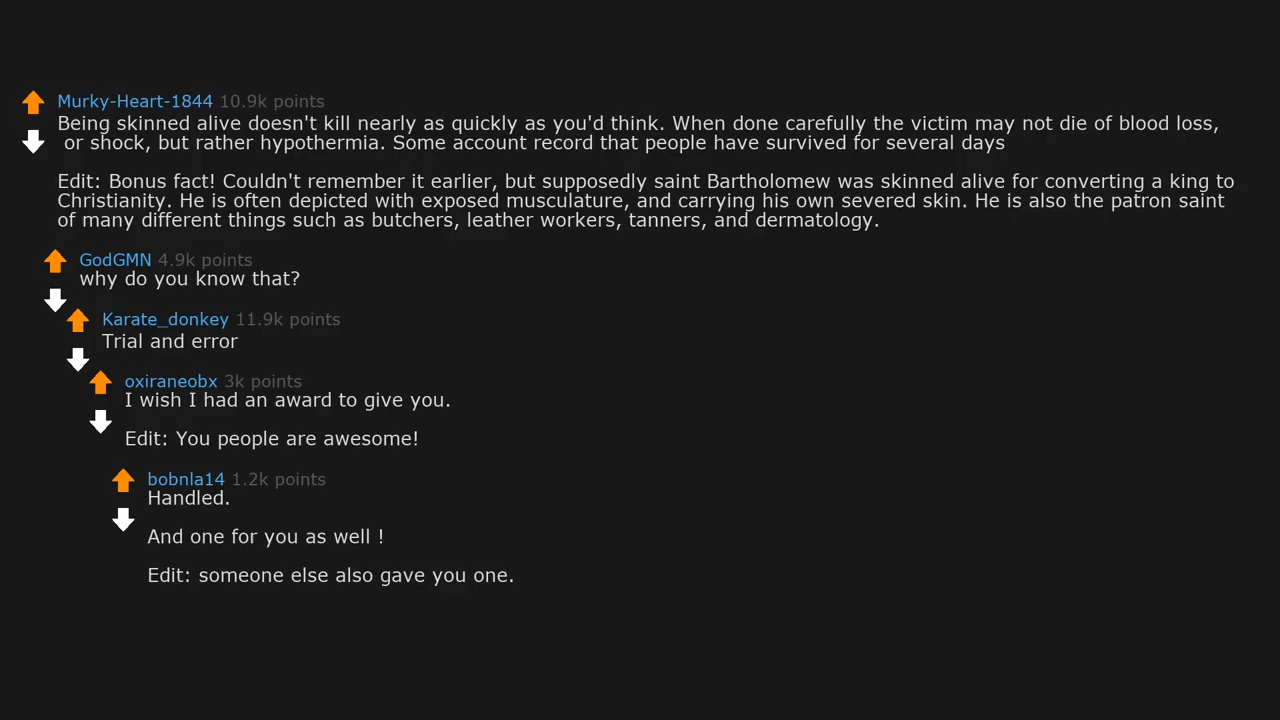 Murky-Heart-1844 10.9k points
Being skinned alive doesn't kill nearly as quickly as you'd think. When done carefully the victim may not die of blood loss,
or shock, but rather hypothermia. Some account record that people have survived for several days
Edit: Bonus fact! Couldn't remember it earlier, but supposedly saint Bartholomew was skinned alive for converting a king to
Christianity. He is often depicted with exposed musculature, and carrying his own severed skin. He is also the patron saint
of many different things such as butchers, leather workers, tanners, and dermatology.
GodGMN 4.9k points
why do you know that?
Karate_donkey 11.9k points
Trial and error
oxiraneobx 3k points
I wish I had an award to give you.
Edit: You people are awesome!
bobnla14 1.2k points
Handled.
And one for you as well !
Edit: someone else also gave you one.